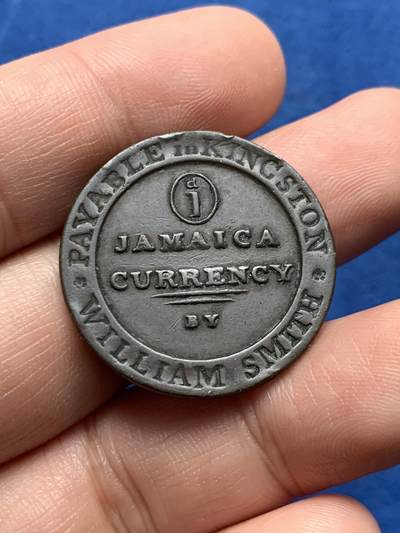 PAYABLE in KINGSTON
d
1
JAMAICA
CURRENCY
BY
WILLIAM SMITH